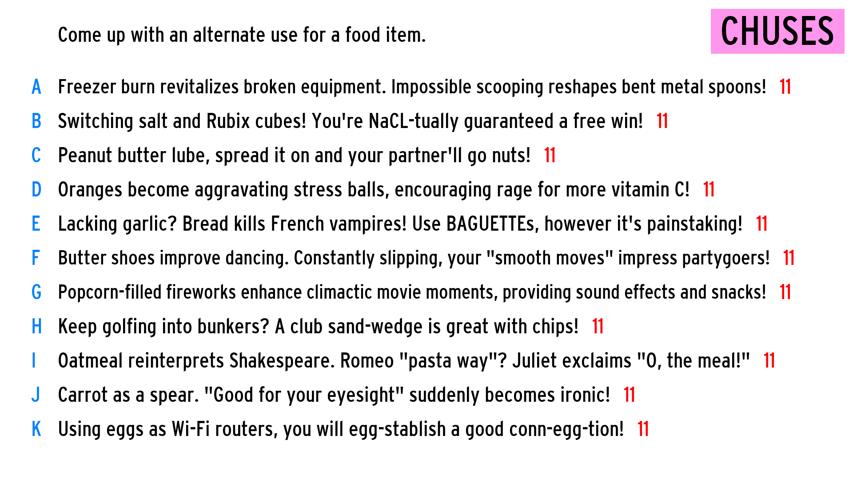 Come up with an alternate use for a food item.
CHUSES
A Freezer burn revitalizes broken equipment. Impossible scooping reshapes bent metal spoons! 11
B Switching salt and Rubix cubes! You're NaCL-tually guaranteed a free win! 11
C Peanut butter lube, spread it on and your partner'll go nuts! 11
D Oranges become aggravating stress balls, encouraging rage for more vitamin C! 11
E Lacking garlic? Bread kills French vampires! Use BAGUETTEs, however it's painstaking! 11
F Butter shoes improve dancing. Constantly slipping, your "smooth moves" impress partygoers! 11
G Popcorn-filled fireworks enhance climactic movie moments, providing sound effects and snacks! 11
H Keep golfing into bunkers? A club sand-wedge is great with chips! 11
I Oatmeal reinterprets Shakespeare. Romeo "pasta way"? Juliet exclaims "O, the meal!" 11
J Carrot as a spear. "Good for your eyesight" suddenly becomes ironic! 11
K Using eggs as Wi-Fi routers, you will egg-stablish a good conn-egg-tion! 11